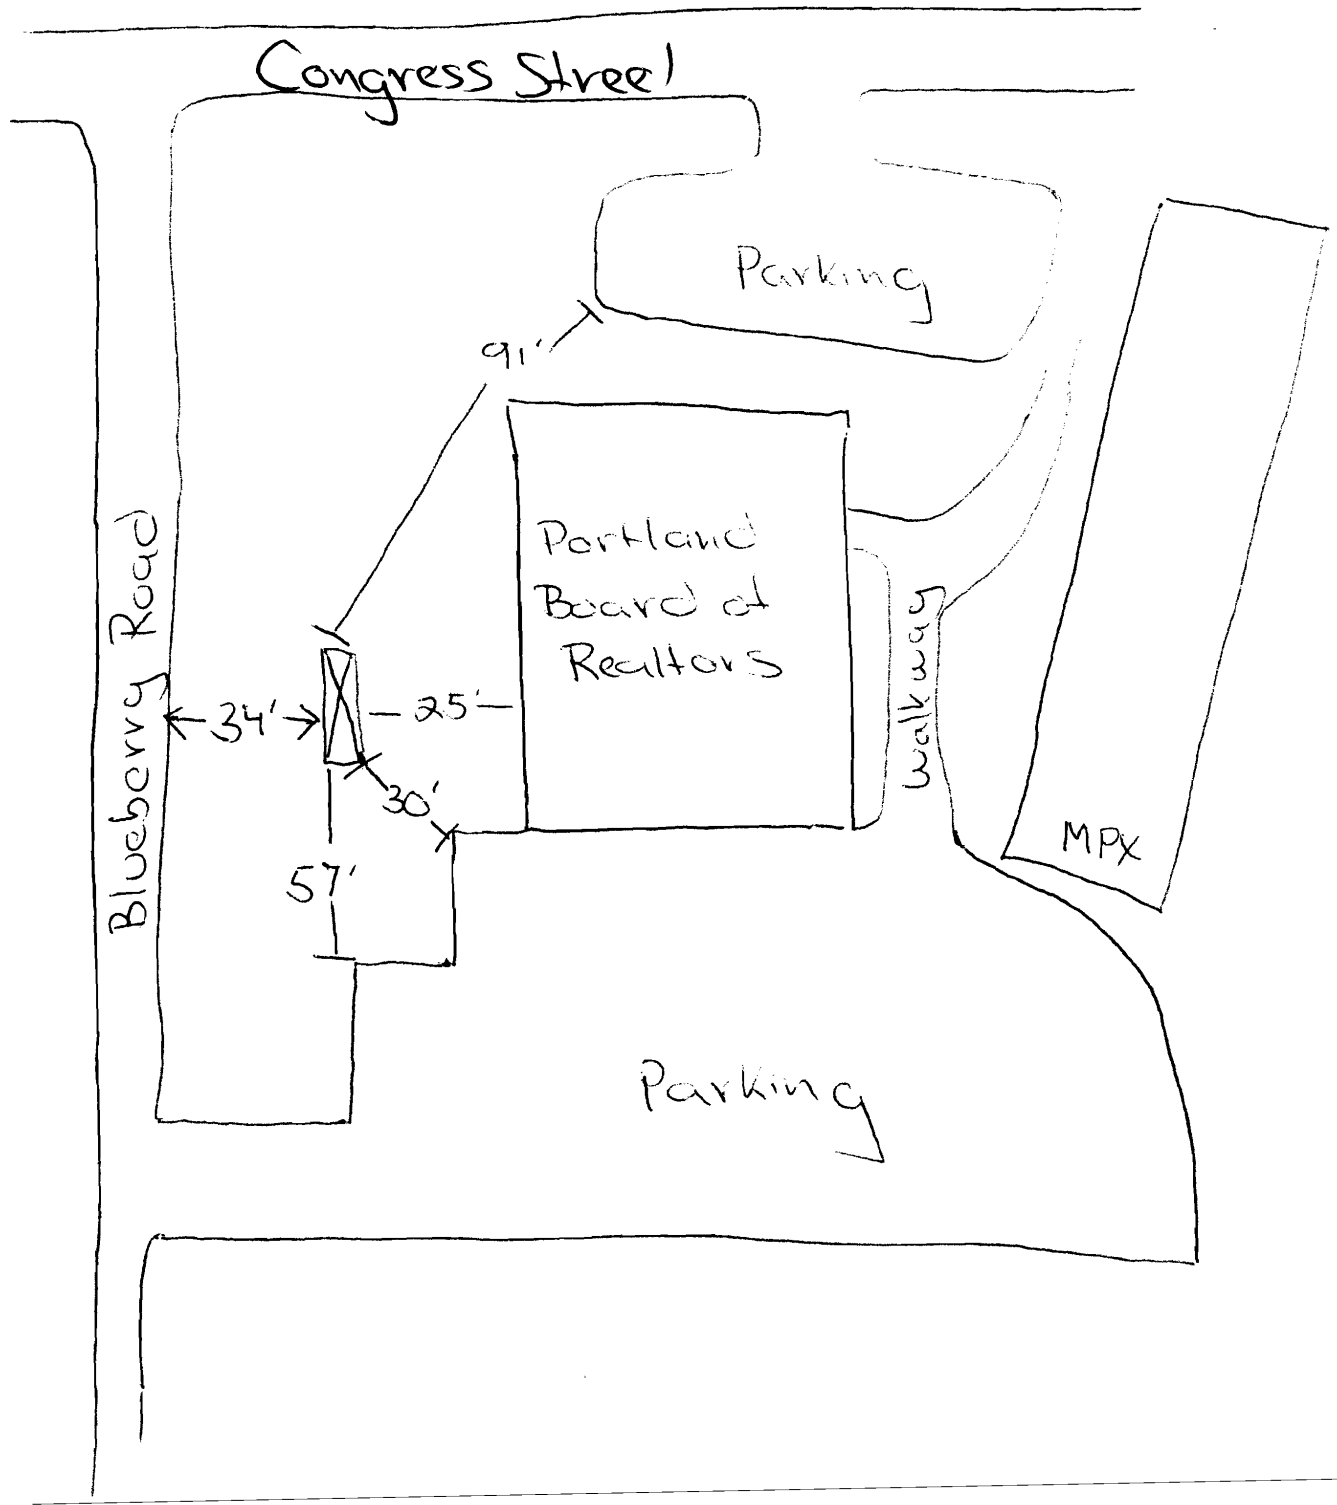 Congress Street
Parking
91'
Portland
Board of
Realtors
Blueberry Road
walkway
34'
25'
30'
57'
MPX
Parking